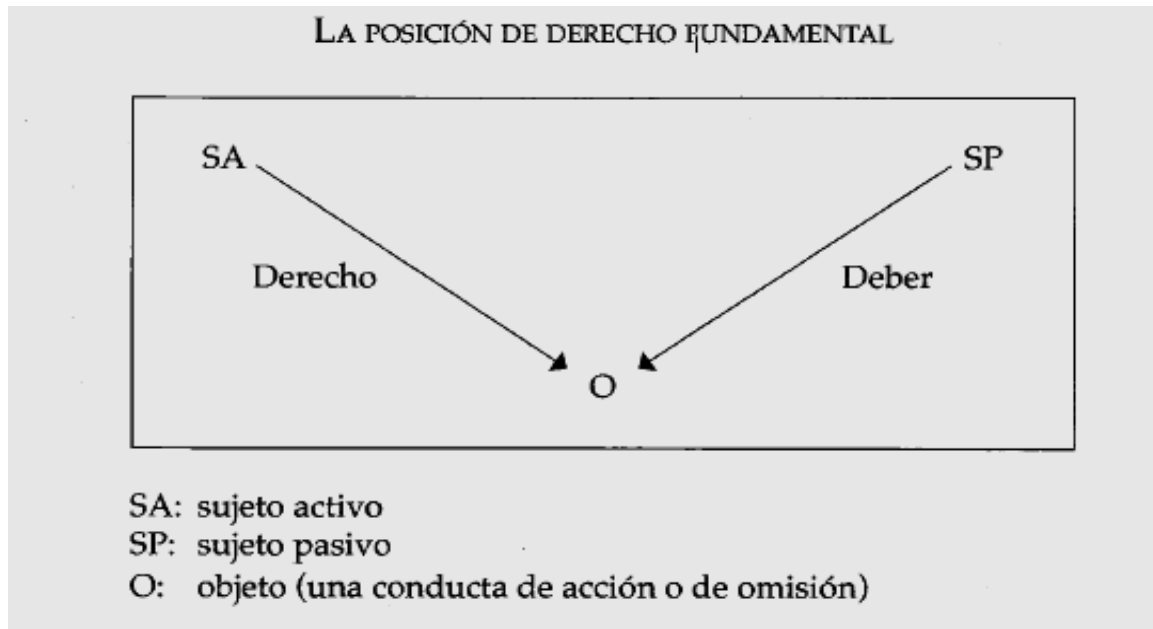 LA POSICIÓN DE DERECHO FUNDAMENTAL
SA SP
Derecho Deber
O
SA: sujeto activo
SP: sujeto pasivo
O: objeto (una conducta de acción o de omisión)